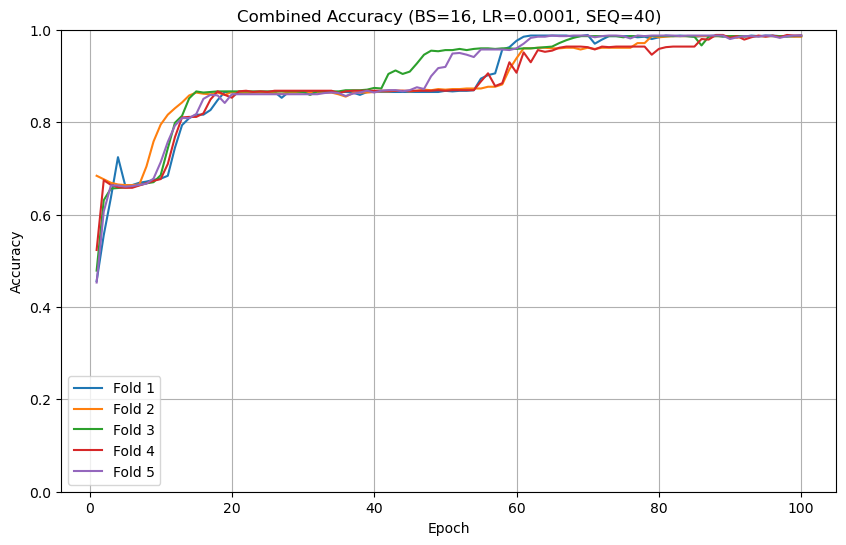 Combined Accuracy (BS=16, LR=0.0001, SEQ=40)
1.0
0.8
0.6
0.4
0.2
0.0
Accuracy
Fold 1
Fold 2
Fold 3
Fold 4
Fold 5
0 20 40 60 80 100
Epoch